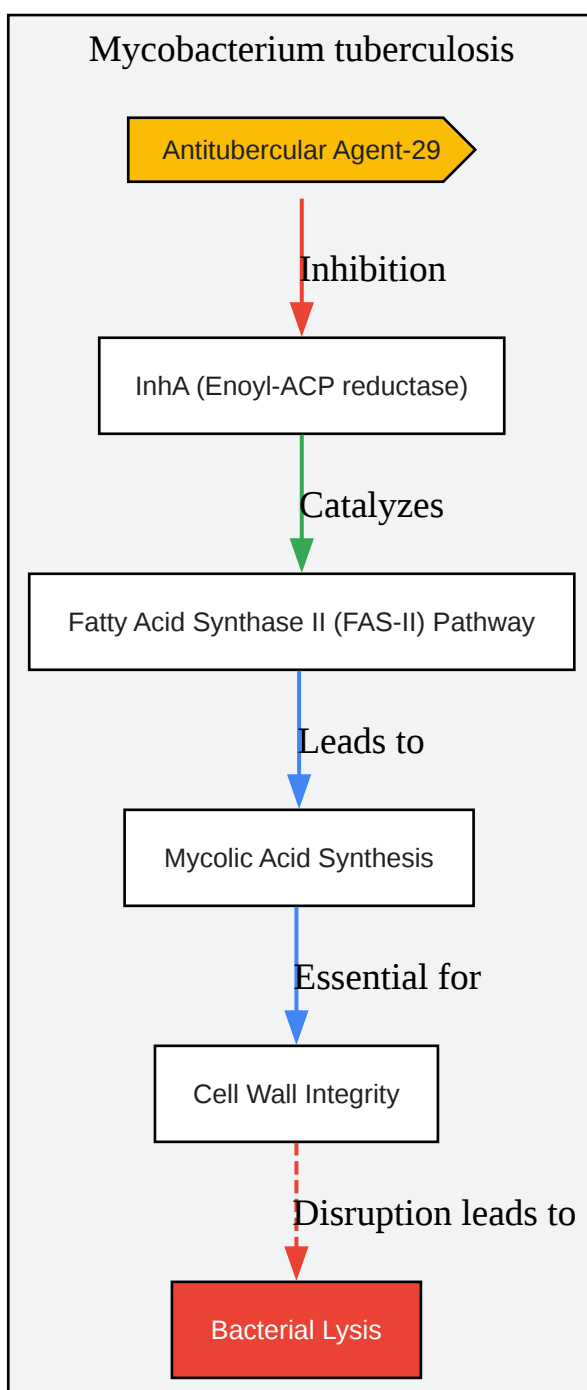 Mycobacterium tuberculosis
Antitubercular Agent-29
Inhibition
InhA (Enoyl-ACP reductase)
Catalyzes
Fatty Acid Synthase II (FAS-II) Pathway
Leads to
Mycolic Acid Synthesis
Essential for
Cell Wall Integrity
Disruption leads to
Bacterial Lysis